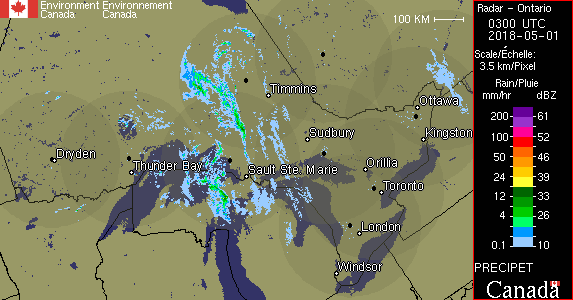 Environment Environnement
Canada Canada
100 KM
Timmins
Ottawa
Sudbury
Kingston
Dryden
Thunder Bay
Sault Ste. Marie
Orillia
Toronto
London
Windsor
Radar - Ontario
0300 UTC
2018-05-01
Scale/Échelle:
3.5 km/Pixel
Rain/Pluie
mm/hr dBZ
200 61
100 52
50 46
24 39
12 33
4 26
0.1 10
PRECIPET
Canada